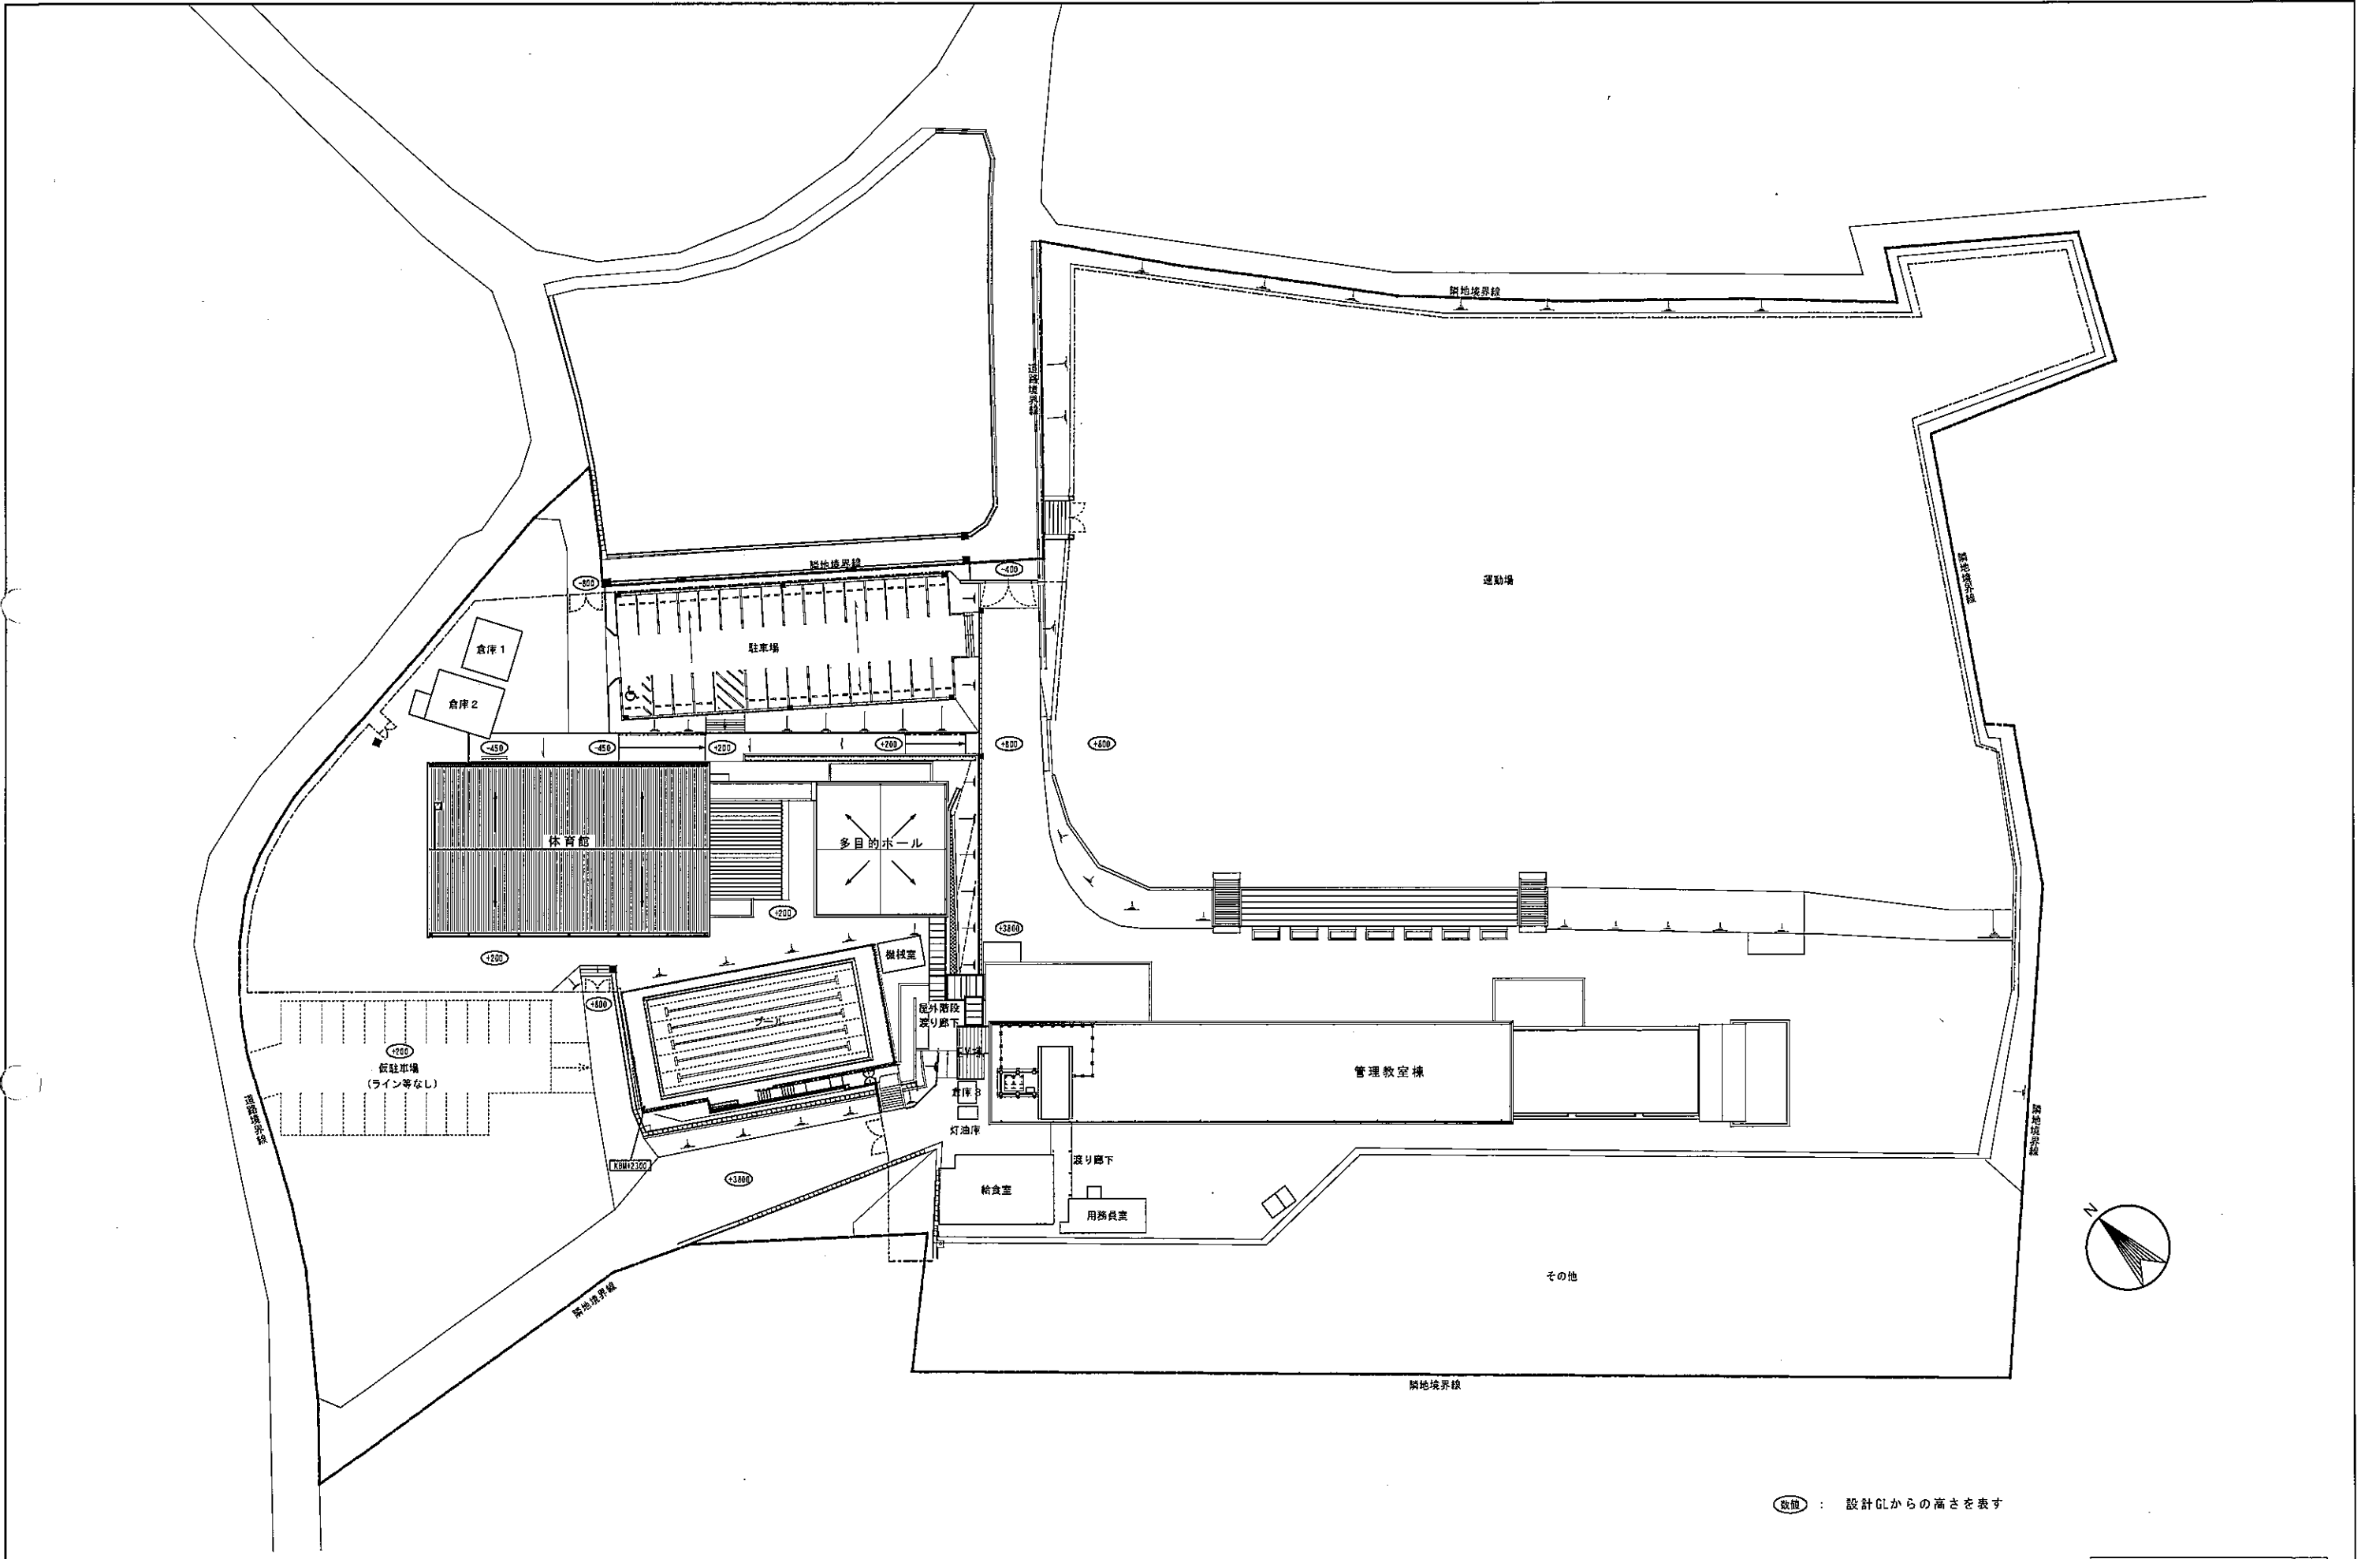 隣地境界線
道路境界線
隣地境界線
-800
-400
運動場
隣地境界線
倉庫1
駐車場
倉庫2
-450
-450
+200
+200
+800
+800
体育館
多目的ホール
+200
+3800
+200
機械室
+800
屋外階段
渡り廊下
プール
+200
仮駐車場
(ライン等なし)
管理教室棟
倉庫3
道路境界線
灯油庫
隣地境界線
KBM+2300
渡り廊下
+3800
給食室
用務員室
N
その他
隣地境界線
隣地境界線
数値 : 設計GLからの高さを表す